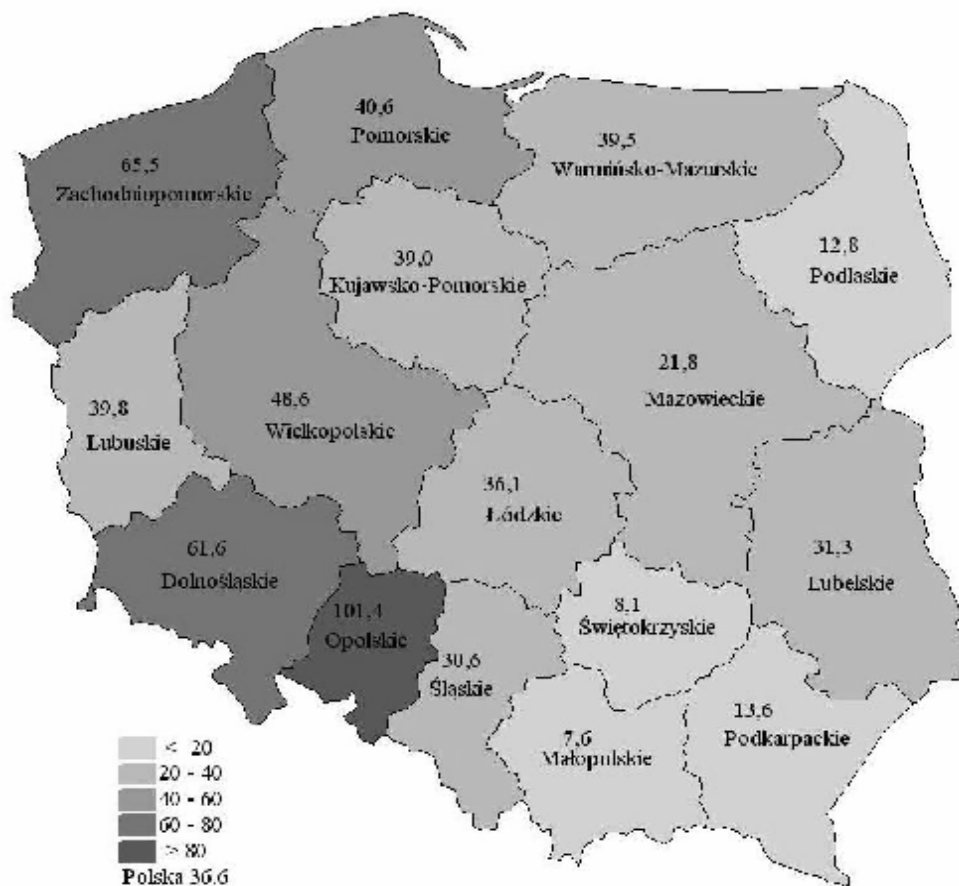 40,6
Pomorskie
39,5
Warmińsko-Mazurskie
65,5
Zachodniopomorskie
12,8
Podlaskie
39,0
Kujawsko-Pomorskie
21,8
Mazowieckie
48,6
Wielkopolskie
39,8
Lubuskie
36,1
Łódzkie
61,6
Dolnośląskie
31,3
Lubelskie
101,4
Opolskie
8,1
Świętokrzyskie
30,6
Śląskie
13,6
Podkarpackie
7,6
Małopolskie
< 20
20 - 40
40 - 60
60 - 80
> 80
Polska 36,6